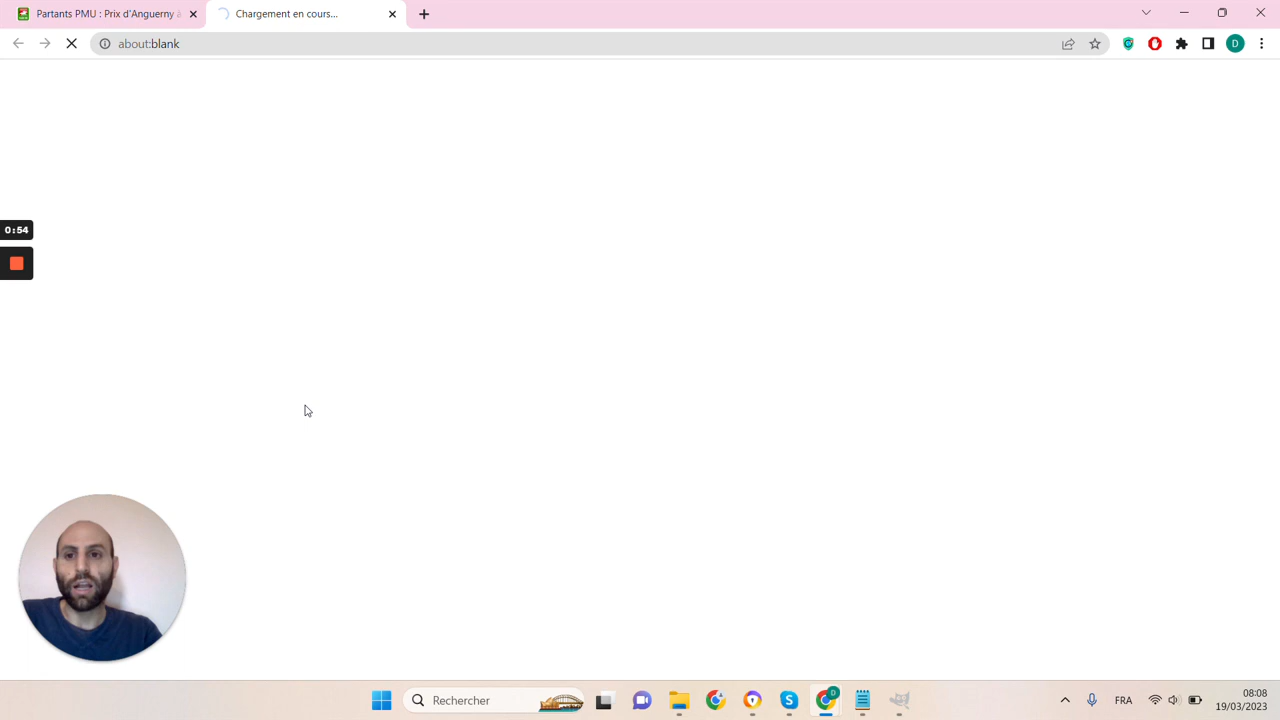 Partants PMU : Prix d'Anguerny à
Chargement en cours...
about:blank
D
0:54
Rechercher
D
FRA
08:08
19/03/2023